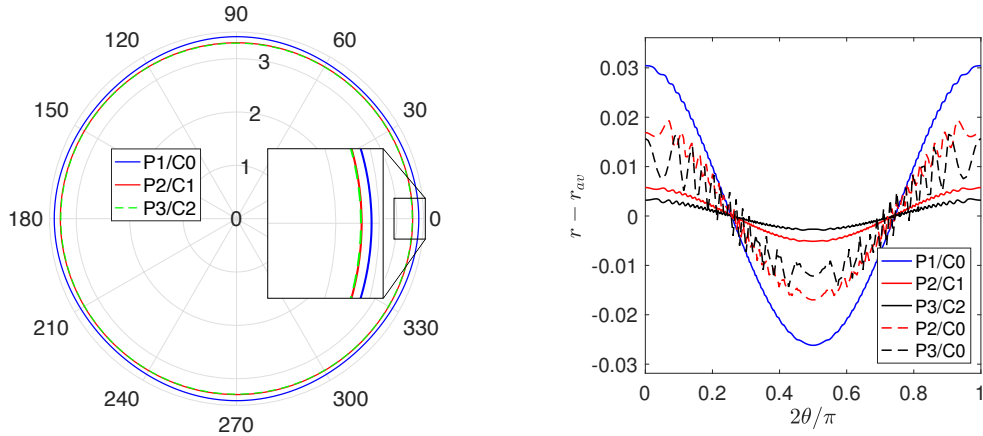 90
120
60
3
150
2
30
P1/C0
P2/C1
P3/C2
1
180
0
0
210
330
240
300
270
0.03
0.02
0.01
0
-0.01
-0.02
-0.03
r − r_{av}
P1/C0
P2/C1
P3/C2
P2/C0
P3/C0
0 0.2 0.4 0.6 0.8 1
2θ/π